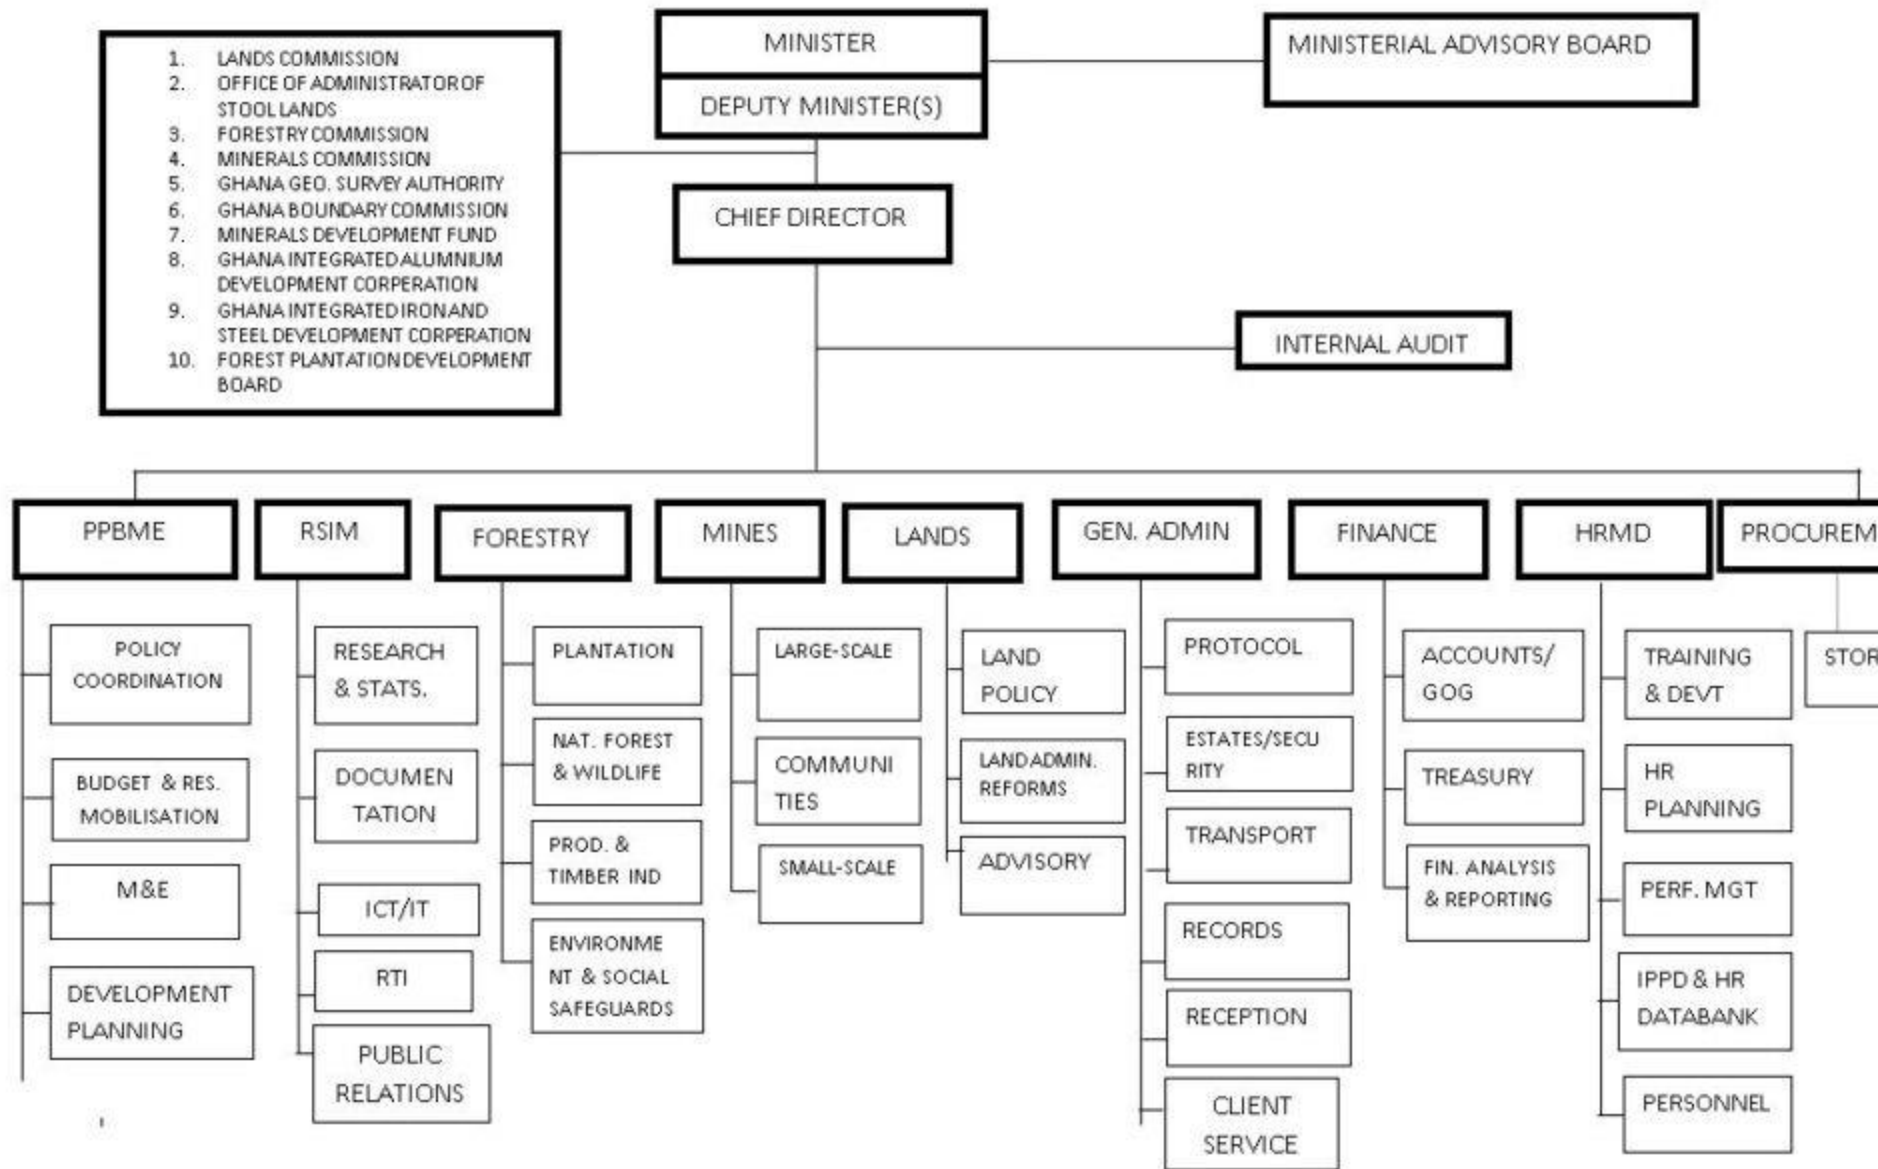 1. LANDS COMMISSION
2. OFFICE OF ADMINISTRATOR OF
STOOL LANDS
3. FORESTRY COMMISSION
4. MINERALS COMMISSION
5. GHANA GEO. SURVEY AUTHORITY
6. GHANA BOUNDARY COMMISSION
7. MINERALS DEVELOPMENT FUND
8. GHANA INTEGRATED ALUMNIUM
DEVELOPMENT CORPERATION
9. GHANA INTEGRATED IRON AND
STEEL DEVELOPMENT CORPERATION
10. FOREST PLANTATION DEVELOPMENT
BOARD
MINISTER
DEPUTY MINISTER(S)
MINISTERIAL ADVISORY BOARD
CHIEF DIRECTOR
INTERNAL AUDIT
PPBME
POLICY
COORDINATION
BUDGET & RES.
MOBILISATION
M&E
DEVELOPMENT
PLANNING
RSIM
RESEARCH
& STATS.
DOCUMEN
TATION
ICT/IT
RTI
PUBLIC
RELATIONS
FORESTRY
PLANTATION
NAT. FOREST
& WILDLIFE
PROD. &
TIMBER IND
ENVIRONME
NT & SOCIAL
SAFEGUARDS
MINES
LARGE-SCALE
COMMUNI
TIES
SMALL-SCALE
LANDS
LAND
POLICY
LAND ADMIN.
REFORMS
ADVISORY
GEN. ADMIN
PROTOCOL
ESTATES/SECU
RITY
TRANSPORT
RECORDS
RECEPTION
CLIENT
SERVICE
FINANCE
ACCOUNTS/
GOG
TREASURY
FIN. ANALYSIS
& REPORTING
HRMD
TRAINING
& DEVT
HR
PLANNING
PERF. MGT
IPPD & HR
DATABANK
PERSONNEL
PROCUREM
STOR